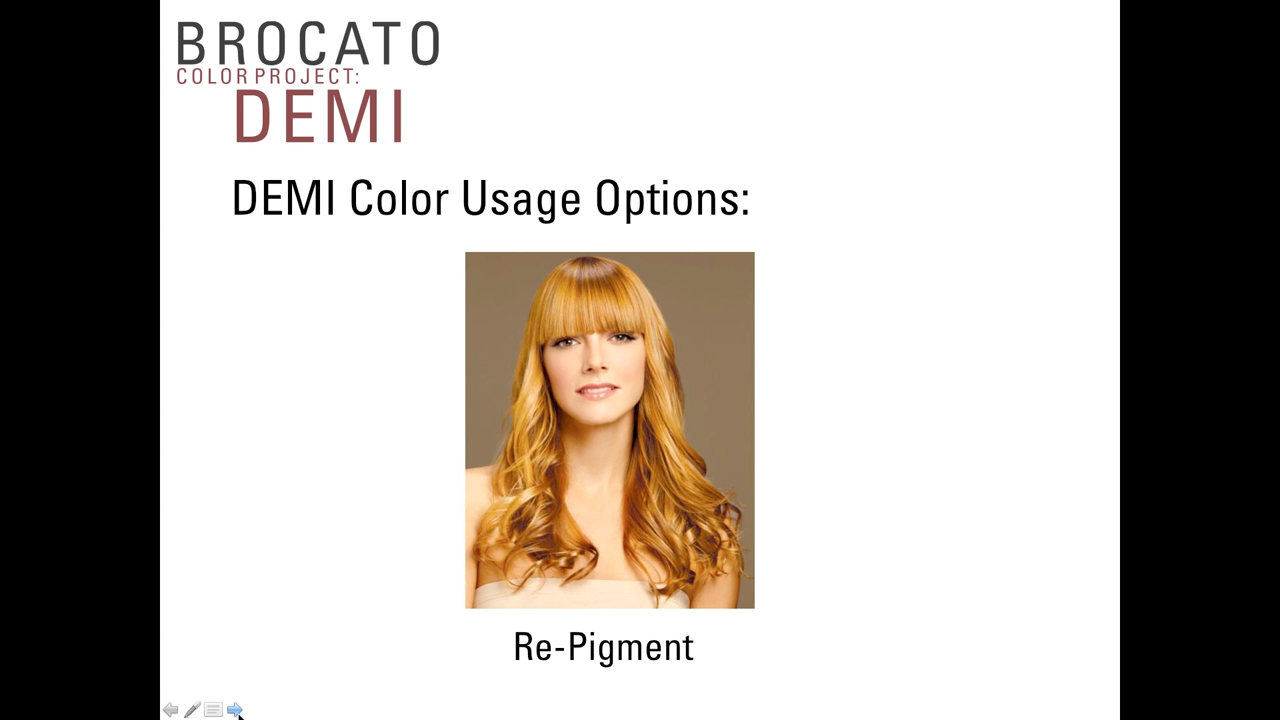 BROCATO
COLOR PROJECT:
DEMI
DEMI Color Usage Options:
Re-Pigment